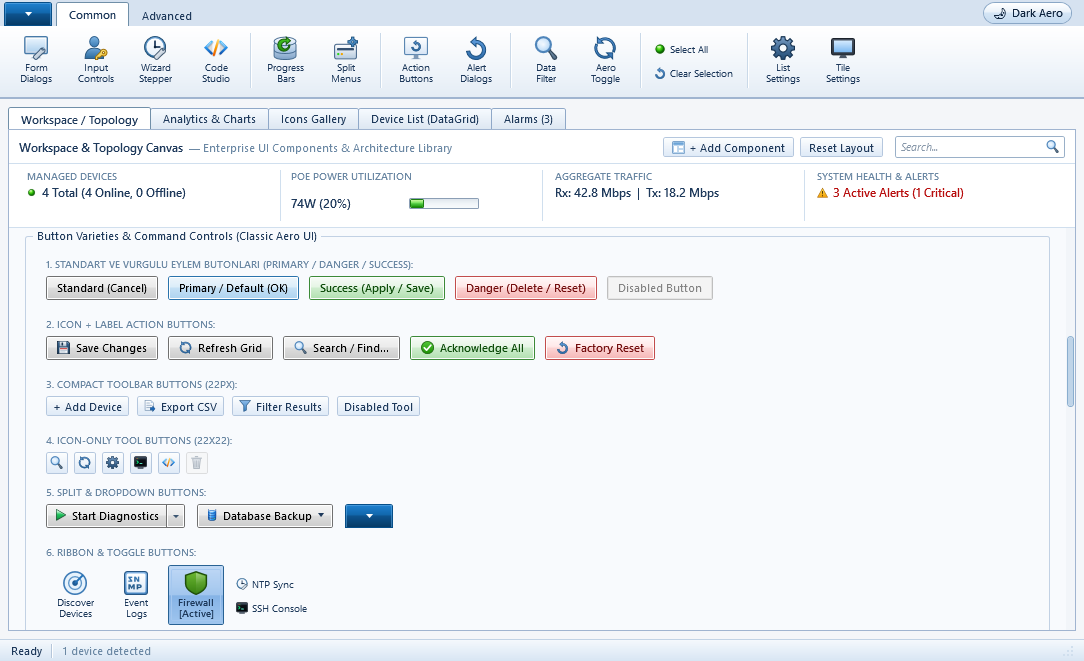 Common
Advanced
Dark Aero
Form Dialogs
Input Controls
Wizard Stepper
Code Studio
Progress Bars
Split Menus
Action Buttons
Alert Dialogs
Data Filter
Aero Toggle
Select All
Clear Selection
List Settings
Tile Settings
Workspace / Topology
Analytics & Charts
Icons Gallery
Device List (DataGrid)
Alarms (3)
Workspace & Topology Canvas — Enterprise UI Components & Architecture Library
+ Add Component
Reset Layout
Search...
MANAGED DEVICES
4 Total (4 Online, 0 Offline)
POE POWER UTILIZATION
74W (20%)
AGGREGATE TRAFFIC
Rx: 42.8 Mbps | Tx: 18.2 Mbps
SYSTEM HEALTH & ALERTS
3 Active Alerts (1 Critical)
Button Varieties & Command Controls (Classic Aero UI)
1. STANDART VE VURGULU EYLEM BUTONLARI (PRIMARY / DANGER / SUCCESS):
Standard (Cancel)
Primary / Default (OK)
Success (Apply / Save)
Danger (Delete / Reset)
Disabled Button
2. ICON + LABEL ACTION BUTTONS:
Save Changes
Refresh Grid
Search / Find...
Acknowledge All
Factory Reset
3. COMPACT TOOLBAR BUTTONS (22PX):
+ Add Device
Export CSV
Filter Results
Disabled Tool
4. ICON-ONLY TOOL BUTTONS (22X22):
5. SPLIT & DROPDOWN BUTTONS:
Start Diagnostics
Database Backup
6. RIBBON & TOGGLE BUTTONS:
Discover Devices
SN
MP
Event Logs
Firewall [Active]
NTP Sync
SSH Console
Ready
1 device detected